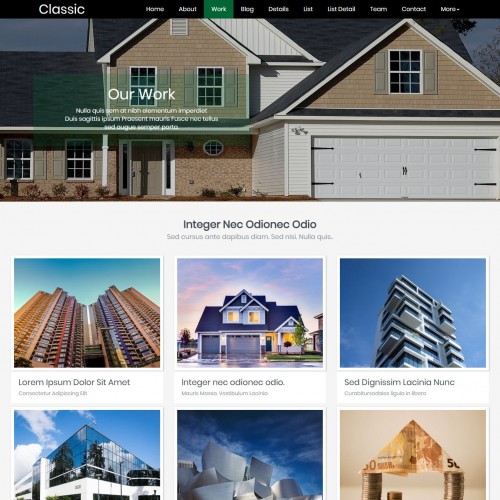 Classic
Home About Work Blog Details List List Detail Team Contact More
Our Work
Nulla quis sem at nibh elementum imperdiet
Duis sagittis ipsum Praesent mauris Fusce nec tellus
sed augue semper porta.
Integer Nec Odionec Odio
Sed cursus ante dapibus diam. Sed nisi. Nulla quis..
Lorem Ipsum Dolor Sit Amet
Consectetur Adipiscing Elit
Integer nec odionec odio.
Mauris Massa. Vestibulum Lacinia
Sed Dignissim Lacinia Nunc
Curabiturodales ligula in libero
50